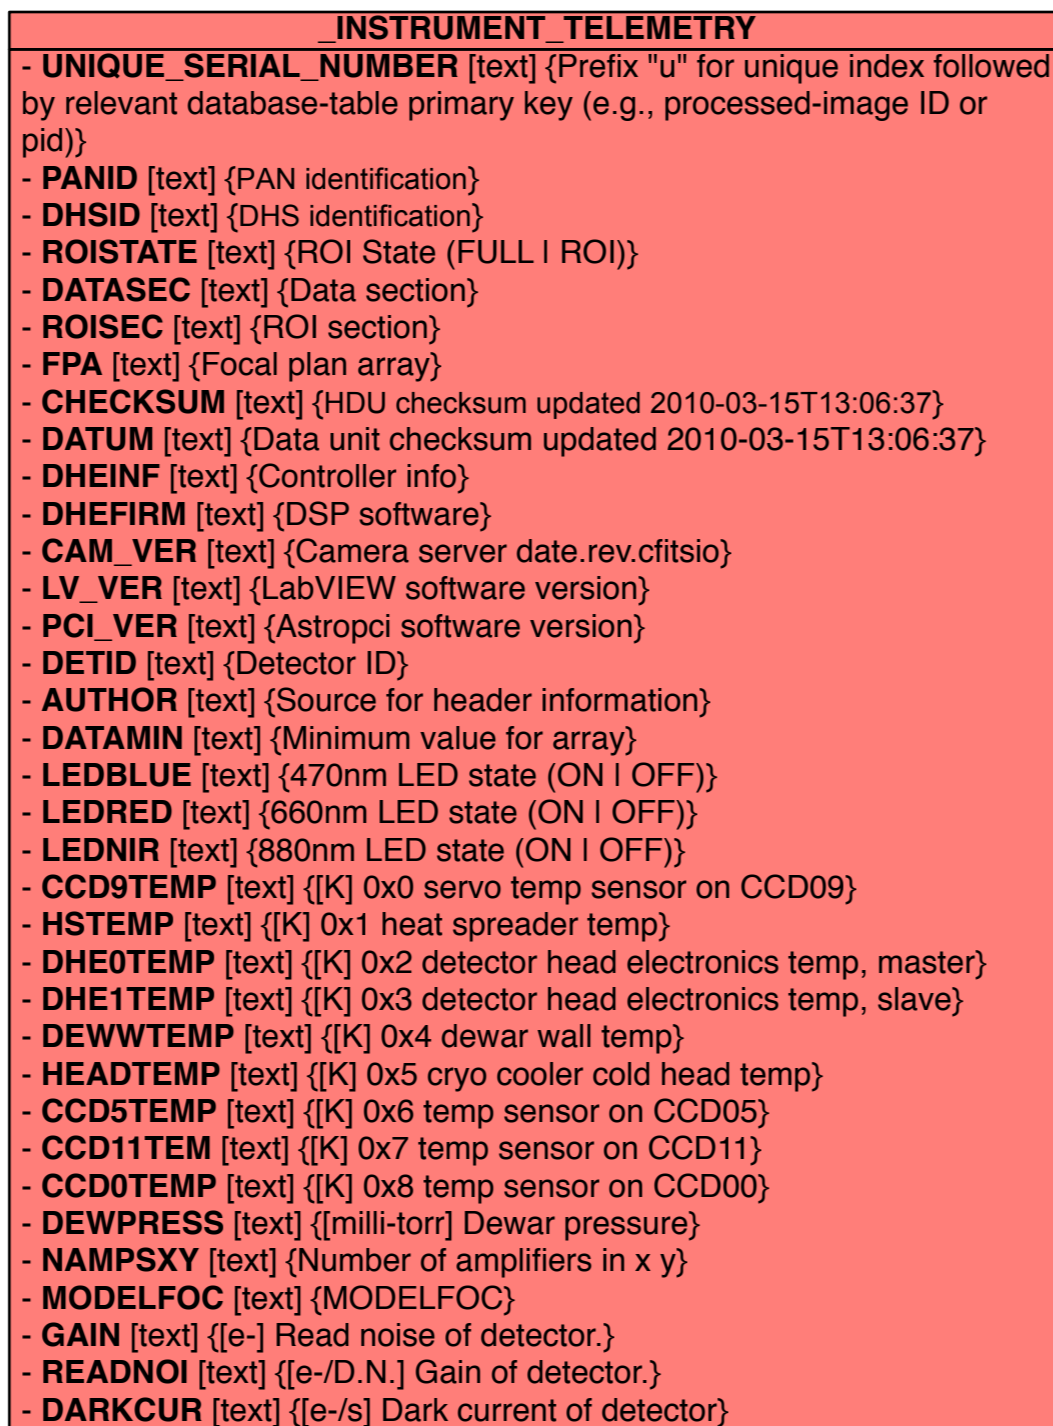 _INSTRUMENT_TELEMETRY
- UNIQUE_SERIAL_NUMBER [text] {Prefix "u" for unique index followed
by relevant database-table primary key (e.g., processed-image ID or
pid)}
- PANID [text] {PAN identification}
- DHSID [text] {DHS identification}
- ROISTATE [text] {ROI State (FULL | ROI)}
- DATASEC [text] {Data section}
- ROISEC [text] {ROI section}
- FPA [text] {Focal plan array}
- CHECKSUM [text] {HDU checksum updated 2010-03-15T13:06:37}
- DATUM [text] {Data unit checksum updated 2010-03-15T13:06:37}
- DHEINF [text] {Controller info}
- DHEFIRM [text] {DSP software}
- CAM_VER [text] {Camera server date.rev.cfitsio}
- LV_VER [text] {LabVIEW software version}
- PCI_VER [text] {Astropci software version}
- DETID [text] {Detector ID}
- AUTHOR [text] {Source for header information}
- DATAMIN [text] {Minimum value for array}
- LEDBLUE [text] {470nm LED state (ON | OFF)}
- LEDRED [text] {660nm LED state (ON | OFF)}
- LEDNIR [text] {880nm LED state (ON | OFF)}
- CCD9TEMP [text] {[K] 0x0 servo temp sensor on CCD09}
- HSTEMP [text] {[K] 0x1 heat spreader temp}
- DHE0TEMP [text] {[K] 0x2 detector head electronics temp, master}
- DHE1TEMP [text] {[K] 0x3 detector head electronics temp, slave}
- DEWWTEMP [text] {[K] 0x4 dewar wall temp}
- HEADTEMP [text] {[K] 0x5 cryo cooler cold head temp}
- CCD5TEMP [text] {[K] 0x6 temp sensor on CCD05}
- CCD11TEM [text] {[K] 0x7 temp sensor on CCD11}
- CCD0TEMP [text] {[K] 0x8 temp sensor on CCD00}
- DEWPRESS [text] {[milli-torr] Dewar pressure}
- NAMPSXY [text] {Number of amplifiers in x y}
- MODELFOC [text] {MODELFOC}
- GAIN [text] {[e-] Read noise of detector.}
- READNOI [text] {[e-/D.N.] Gain of detector.}
- DARKCUR [text] {[e-/s] Dark current of detector}